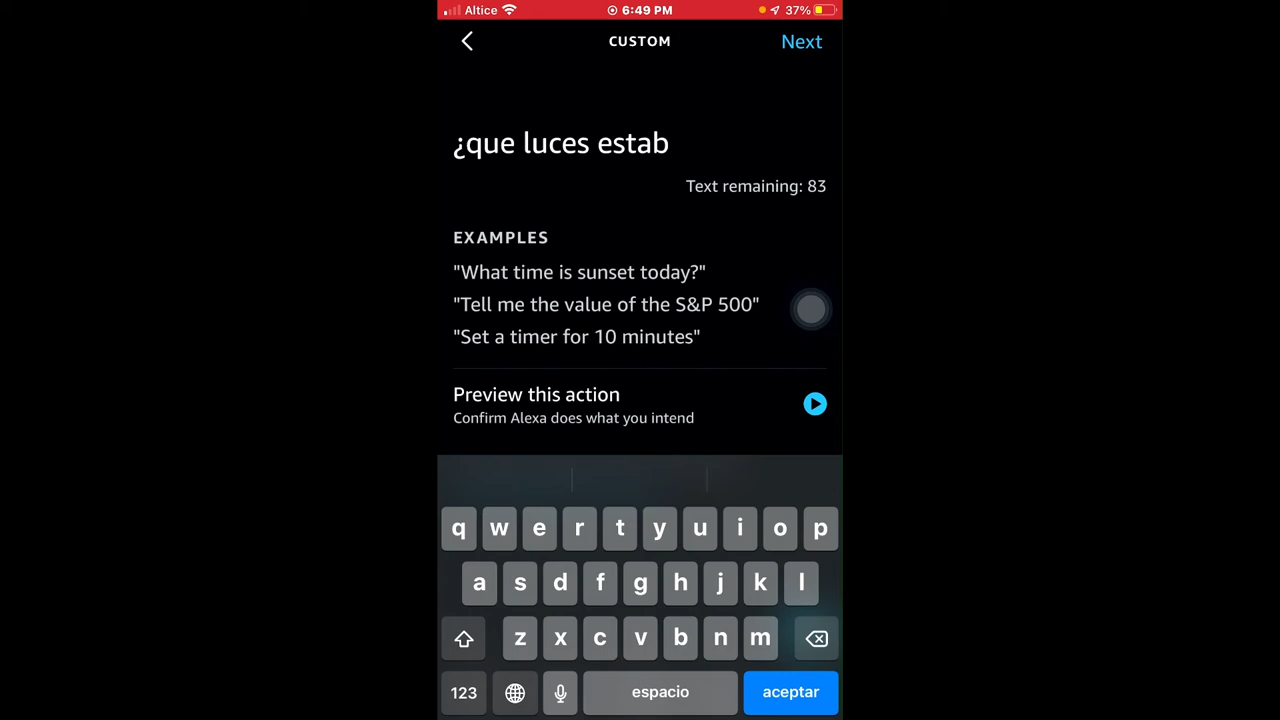 Altice 6:49 PM 37%
CUSTOM Next
¿que luces estab
Text remaining: 83
EXAMPLES
"What time is sunset today?"
"Tell me the value of the S&P 500"
"Set a timer for 10 minutes"
Preview this action
Confirm Alexa does what you intend
q w e r t y u i o p
a s d f g h j k l
z x c v b n m
123 espacio aceptar